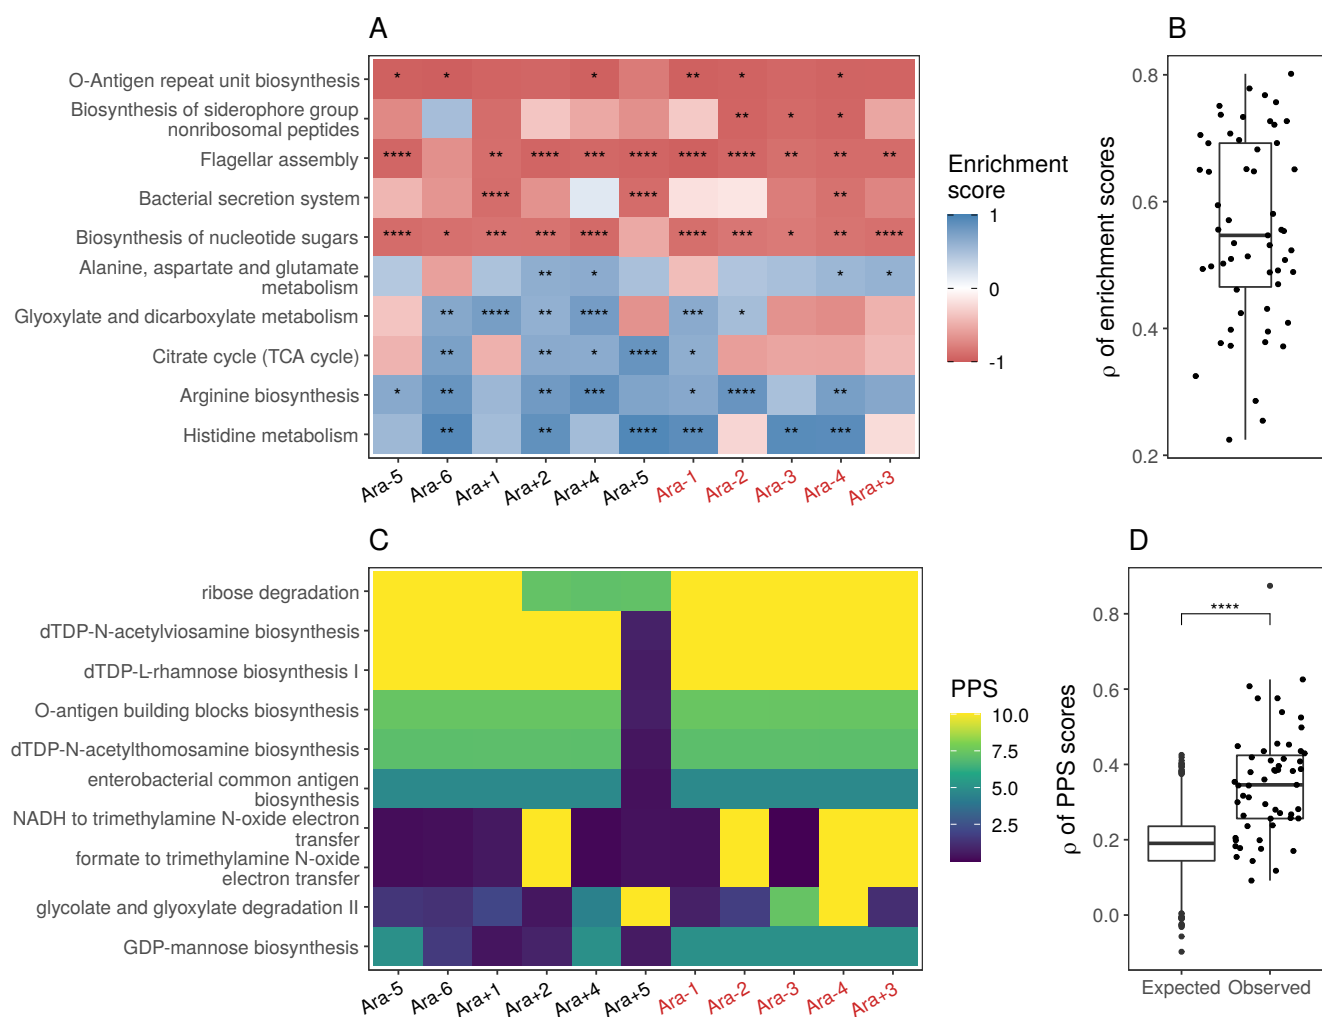 A
O-Antigen repeat unit biosynthesis
* * * ** * *
Biosynthesis of siderophore group
nonribosomal peptides
** * *
Flagellar assembly
**** ** **** *** **** **** **** ** ** **
Bacterial secretion system
**** **** **
Biosynthesis of nucleotide sugars
**** * *** *** **** **** *** * ** ****
Alanine, aspartate and glutamate
metabolism
** * * *
Glyoxylate and dicarboxylate metabolism
** **** ** **** *** *
Citrate cycle (TCA cycle)
** ** * **** *
Arginine biosynthesis
* ** ** *** * **** **
Histidine metabolism
** ** **** *** ** ***
Ara-5 Ara-6 Ara+1 Ara+2 Ara+4 Ara+5 Ara-1 Ara-2 Ara-3 Ara-4 Ara+3
Enrichment
score
1
0
-1
B
ρ of enrichment scores
0.8
0.6
0.4
0.2
C
ribose degradation
dTDP-N-acetylviosamine biosynthesis
dTDP-L-rhamnose biosynthesis I
O-antigen building blocks biosynthesis
dTDP-N-acetylthomosamine biosynthesis
enterobacterial common antigen
biosynthesis
NADH to trimethylamine N-oxide electron
transfer
formate to trimethylamine N-oxide
electron transfer
glycolate and glyoxylate degradation II
GDP-mannose biosynthesis
Ara-5 Ara-6 Ara+1 Ara+2 Ara+4 Ara+5 Ara-1 Ara-2 Ara-3 Ara-4 Ara+3
PPS
10.0
7.5
5.0
2.5
D
ρ of PPS scores
0.8
0.6
0.4
0.2
0.0
****
Expected Observed